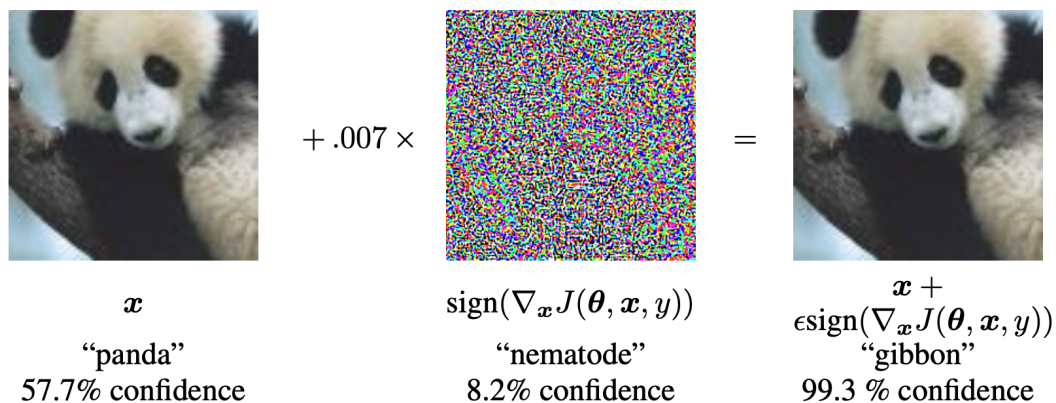 + .007 ×
=
x
sign(∇ₓJ(θ, x, y))
x +
ϵsign(∇ₓJ(θ, x, y))
“panda”
“nematode”
“gibbon”
57.7% confidence
8.2% confidence
99.3 % confidence